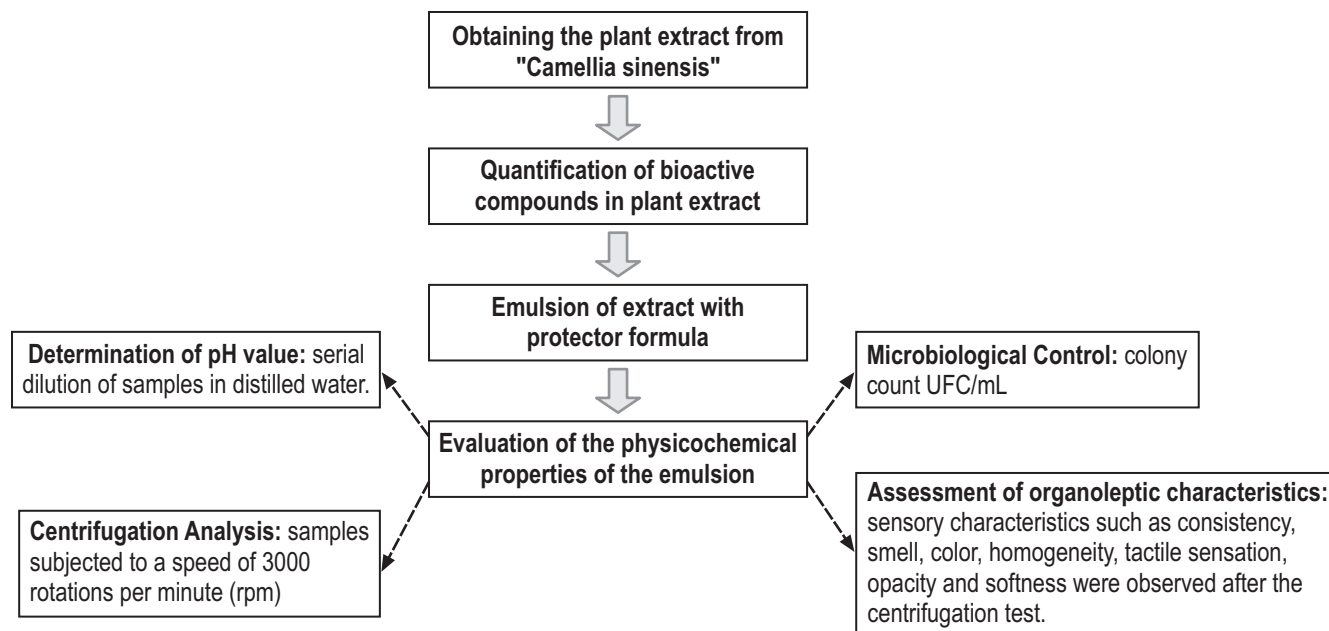 Obtaining the plant extract from
"Camellia sinensis"
Quantification of bioactive
compounds in plant extract
Emulsion of extract with
protector formula
Determination of pH value: serial
dilution of samples in distilled water.
Microbiological Control: colony
count UFC/mL
Evaluation of the physicochemical
properties of the emulsion
Centrifugation Analysis: samples
subjected to a speed of 3000
rotations per minute (rpm)
Assessment of organoleptic characteristics:
sensory characteristics such as consistency,
smell, color, homogeneity, tactile sensation,
opacity and softness were observed after the
centrifugation test.